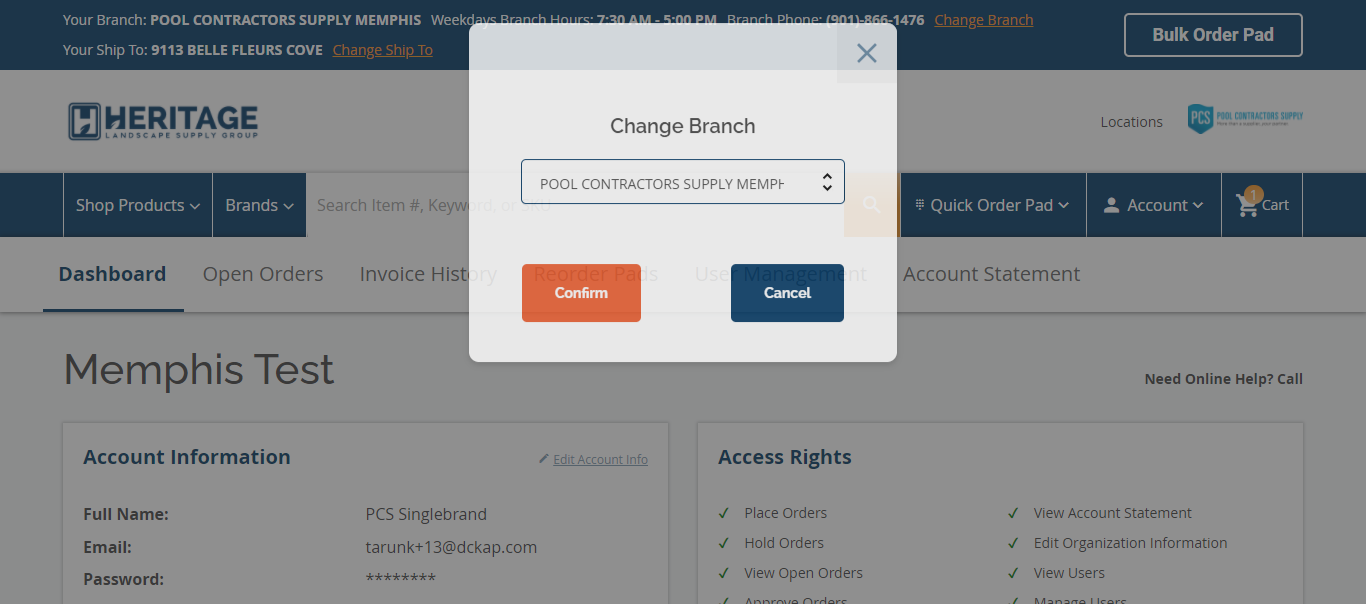 Your Branch: POOL CONTRACTORS SUPPLY MEMPHIS Weekdays Branch Hours: 7:30 AM - 5:00 PM Branch Phone: (901)-866-1476 Change Branch
Your Ship To: 9113 BELLE FLEURS COVE Change Ship To
Bulk Order Pad
Change Branch
POOL CONTRACTORS SUPPLY MEMPH
Confirm
Cancel
HERITAGE
LANDSCAPE SUPPLY GROUP
Locations
PCS POOL CONTRACTORS SUPPLY
Shop Products
Brands
Search Item #, Keyword, or SKU
Quick Order Pad
Account
1
Cart
Dashboard
Open Orders
Invoice History
Reorder Pads
User Management
Account Statement
Memphis Test
Need Online Help? Call
Account Information
Edit Account Info
Full Name: PCS Singlebrand
Email: tarunk+13@dckap.com
Password: ********
Access Rights
Place Orders
View Account Statement
Hold Orders
Edit Organization Information
View Open Orders
View Users
Approve Orders
Manage Users